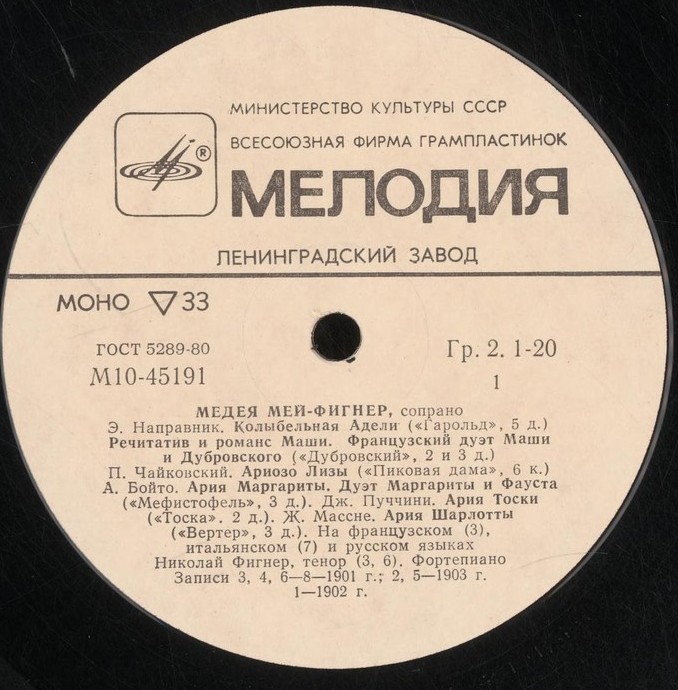 МИНИСТЕРСТВО КУЛЬТУРЫ СССР
ВСЕСОЮЗНАЯ ФИРМА ГРАМПЛАСТИНОК
®
МЕЛОДИЯ
ЛЕНИНГРАДСКИЙ ЗАВОД
МОНО ▽ 33
ГОСТ 5289-80
Гр. 2. 1-20
М10-45191
1
МЕДЕЯ МЕЙ-ФИГНЕР, сопрано
Э. Направник. Колыбельная Адели («Гарольд», 5 д.)
Речитатив и романс Маши. Французский дуэт Маши
и Дубровского («Дубровский», 2 и 3 д.)
П. Чайковский. Ариозо Лизы («Пиковая дама», 6 к.)
А. Бойто. Ария Маргариты. Дуэт Маргариты и Фауста
(«Мефистофель», 3 д.). Дж. Пуччини. Ария Тоски
(«Тоска». 2 д.). Ж. Массне. Ария Шарлотты
(«Вертер», 3 д.). На французском (3),
итальянском (7) и русском языках
Николай Фигнер, тенор (3, 6). Фортепиано
Записи 3, 4, 6—8—1901 г.; 2, 5—1903 г.
1—1902 г.